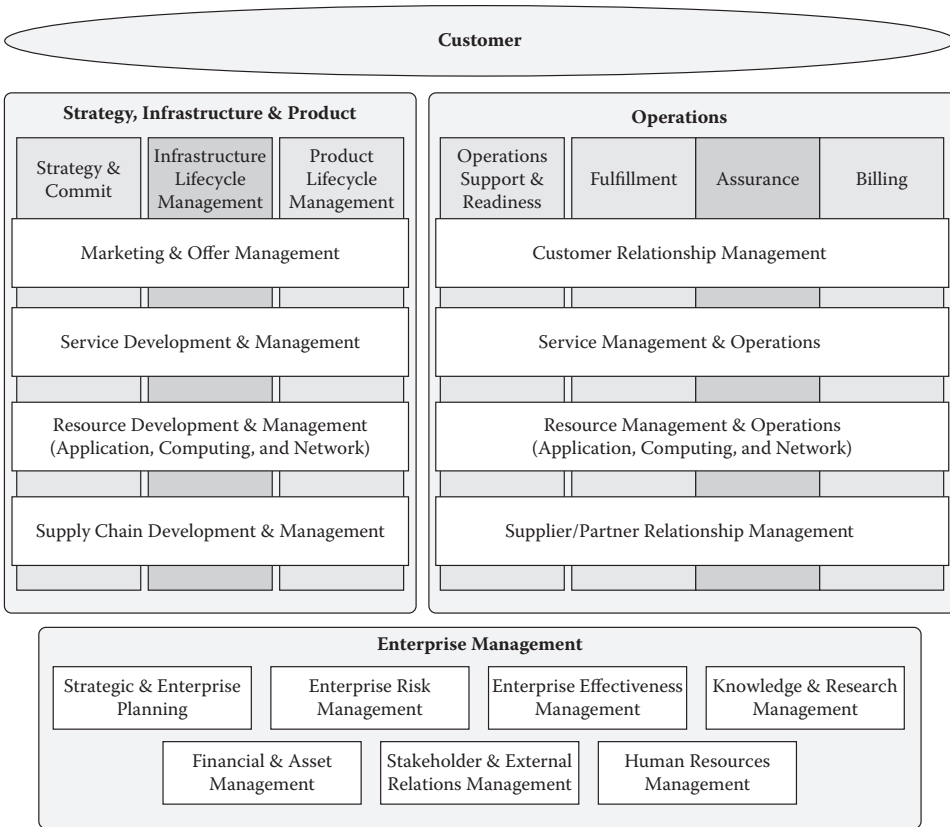 Customer
Strategy, Infrastructure & Product
Strategy &
Commit
Infrastructure
Lifecycle
Management
Product
Lifecycle
Management
Marketing & Offer Management
Service Development & Management
Resource Development & Management
(Application, Computing, and Network)
Supply Chain Development & Management
Operations
Operations
Support &
Readiness
Fulfillment
Assurance
Billing
Customer Relationship Management
Service Management & Operations
Resource Management & Operations
(Application, Computing, and Network)
Supplier/Partner Relationship Management
Enterprise Management
Strategic & Enterprise
Planning
Enterprise Risk
Management
Enterprise Effectiveness
Management
Knowledge & Research
Management
Financial & Asset
Management
Stakeholder & External
Relations Management
Human Resources
Management